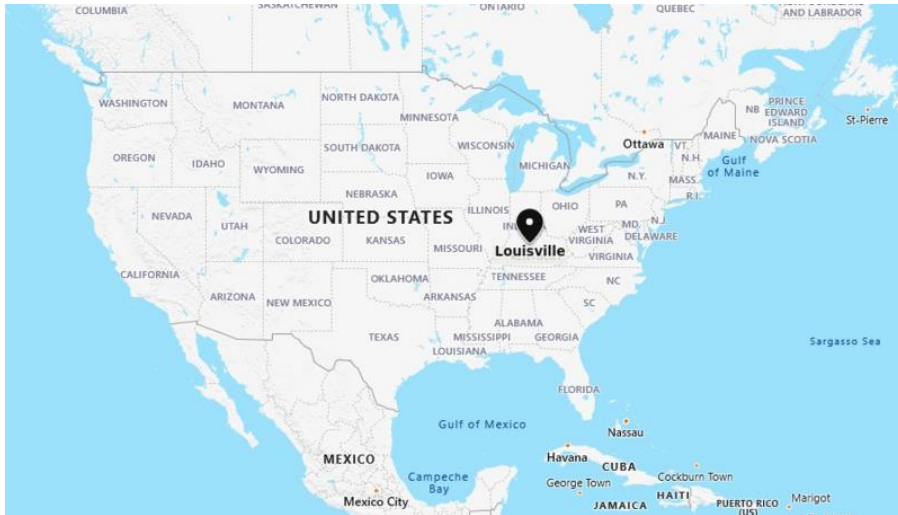 COLUMBIA
SASKATCHEWAN
ONTARIO
QUEBEC
AND LABRADOR
WASHINGTON
MONTANA
NORTH DAKOTA
MINNESOTA
NB
PRINCE
EDWARD
ISLAND
St-Pierre
Ottawa
MAINE
NOVA SCOTIA
OREGON
IDAHO
WYOMING
SOUTH DAKOTA
WISCONSIN
MICHIGAN
VT.
N.H.
Gulf
of Maine
N.Y.
MASS.
R.I.
NEBRASKA
IOWA
ILLINOIS
OHIO
PA
N.J.
NEVADA
UTAH
COLORADO
UNITED STATES
KANSAS
MISSOURI
Louisville
WEST
VIRGINIA
MD.
DELAWARE
VIRGINIA
CALIFORNIA
ARIZONA
NEW MEXICO
OKLAHOMA
ARKANSAS
TENNESSEE
NC
SC
TEXAS
LOUISIANA
MISSISSIPPI
ALABAMA
GEORGIA
Sargasso Sea
FLORIDA
Gulf of Mexico
Nassau
MEXICO
Mexico City
Campeche
Bay
Havana
CUBA
George Town
Cockburn Town
JAMAICA
HAITI
PUERTO RICO
(US)
Marigot